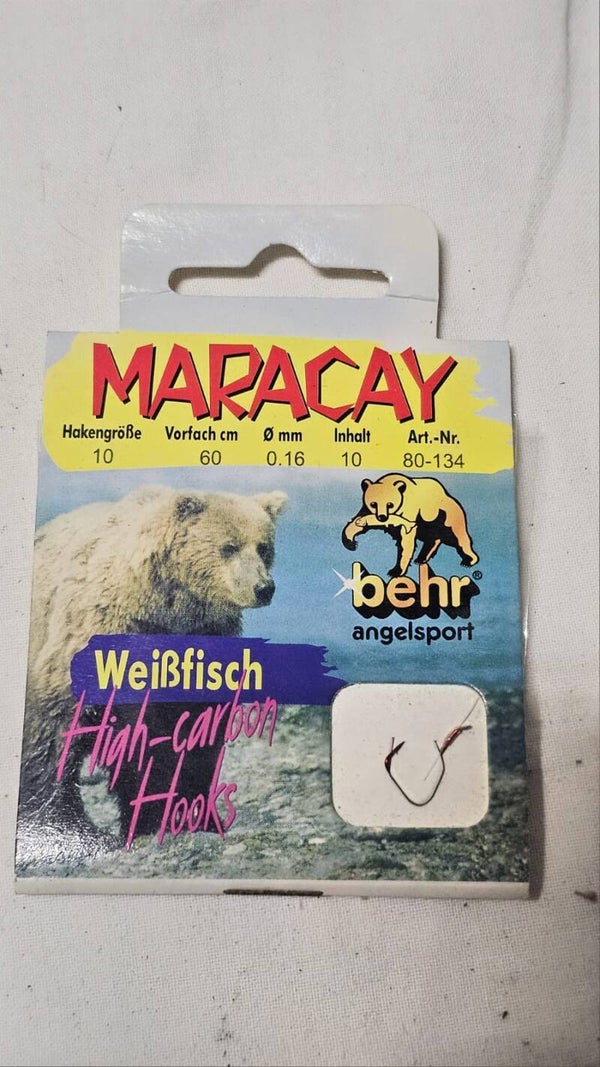 MARACAY
Hakengröße Vorfach cm Ø mm Inhalt Art.-Nr.
10 60 0.16 10 80-134
behr®
angelsport
Weißfisch
High-carbon
Hooks